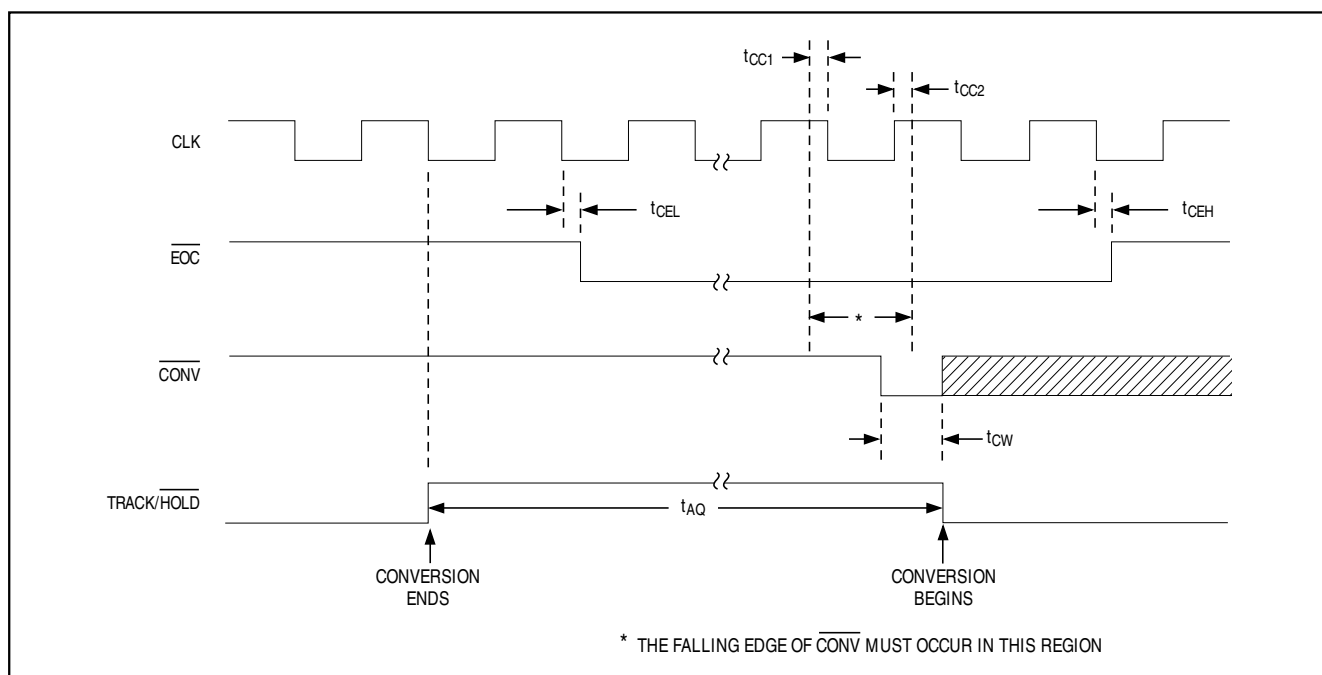 tCC1
tCC2
CLK
tCEL
tCEH
EOC
*
CONV
tCW
TRACK/HOLD
tAQ
CONVERSION
ENDS
CONVERSION
BEGINS
* THE FALLING EDGE OF CONV MUST OCCUR IN THIS REGION